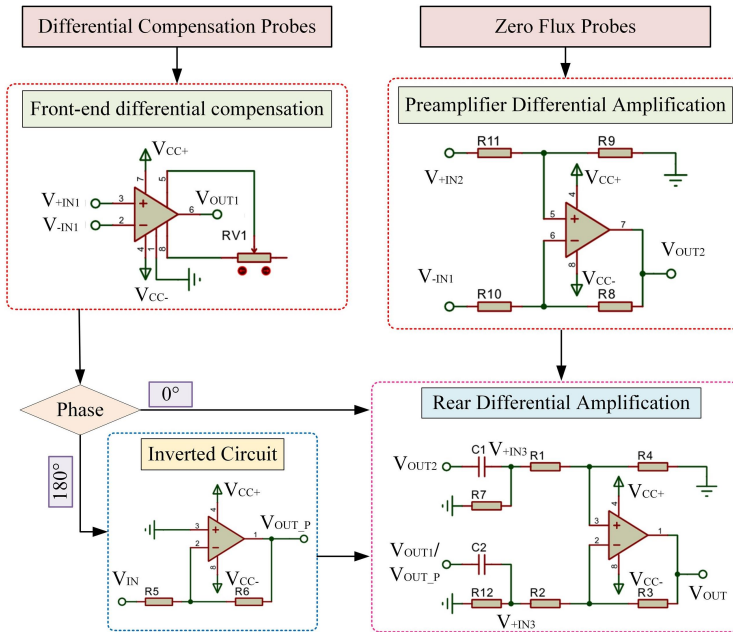 Differential Compensation Probes
Zero Flux Probes
Front-end differential compensation
VCC+
7
5
V+IN1
3
+
VOUT1
6
V-IN1
2
−
4
1
8
RV1
VCC-
Preamplifier Differential Amplification
R11
R9
V+IN2
VCC+
4
5
+
7
6
−
VOUT2
8
V-IN1
VCC-
R10
R8
Phase
0°
180°
Inverted Circuit
VCC+
4
3
+
VOUT_P
1
2
−
8
VIN
VCC-
R5
R6
Rear Differential Amplification
C1
V+IN3
R1
R4
VOUT2
R7
VCC+
4
3
+
1
2
−
8
VOUT1/
VOUT_P
C2
VCC-
VOUT
R12
R2
R3
V+IN3